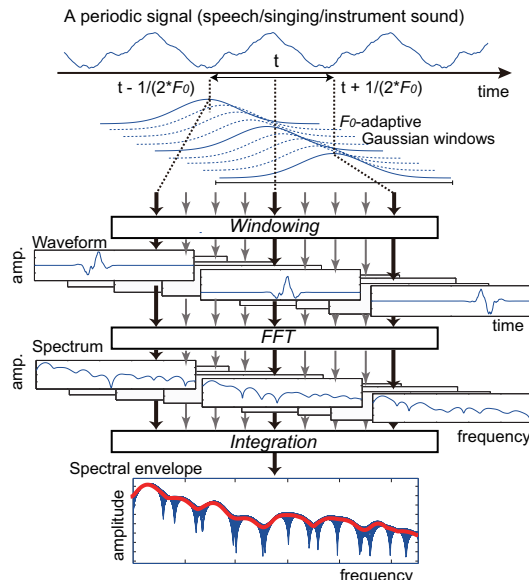 A periodic signal (speech/singing/instrument sound)
t
t - 1/(2*F₀)
t + 1/(2*F₀)
time
F₀-adaptive
Gaussian windows
Windowing
Waveform
amp.
time
FFT
Spectrum
amp.
frequency
Integration
Spectral envelope
amplitude
frequency